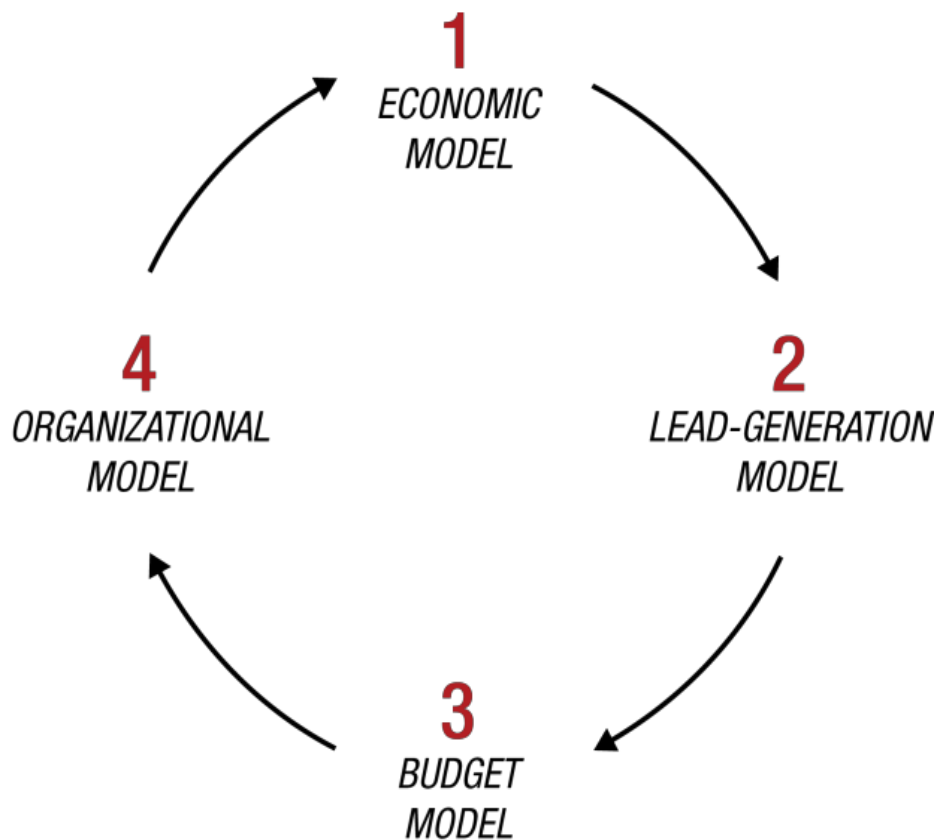 1
ECONOMIC
MODEL
2
LEAD-GENERATION
MODEL
3
BUDGET
MODEL
4
ORGANIZATIONAL
MODEL